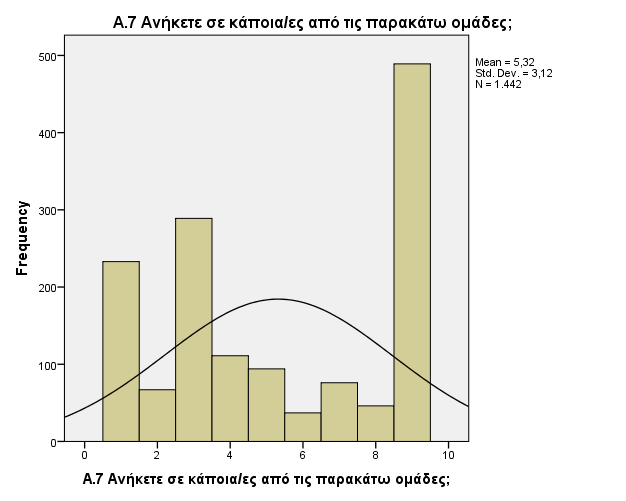 A.7 Ανήκετε σε κάποια/ες από τις παρακάτω ομάδες;
Mean = 5,32
Std. Dev. = 3,12
N = 1.442
Frequency
500
400
300
200
100
0
0 2 4 6 8 10
A.7 Ανήκετε σε κάποια/ες από τις παρακάτω ομάδες;